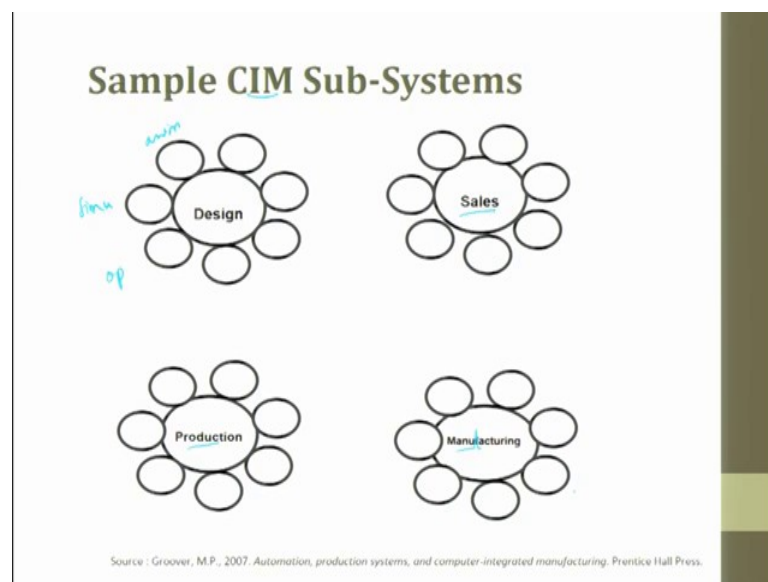 Sample CIM Sub-Systems
anim
Simu
op
Design
Sales
Production
Manufacturing
Source : Groover, M.P., 2007. Automation, production systems, and computer-integrated manufacturing. Prentice Hall Press.